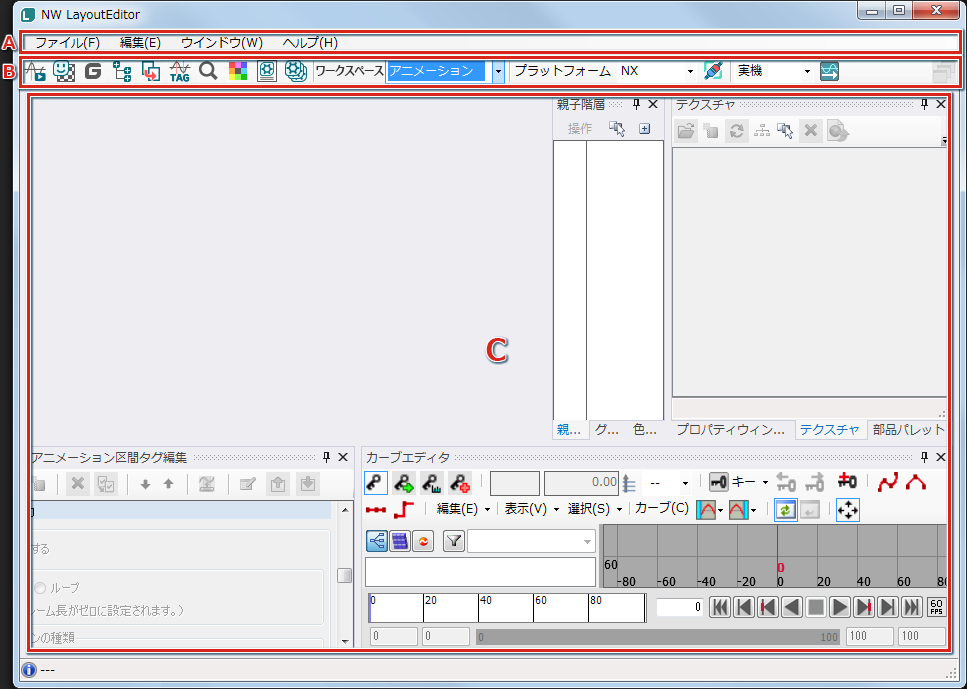 NW LayoutEditor
A
ファイル(F) 編集(E) ウインドウ(W) ヘルプ(H)
B
G TAG ワークスペース アニメーション プラットフォーム NX 実機
親子階層 テクスチャ
操作
C
親... グ... 色... プロパティウィン... テクスチャ 部品パレット
アニメーション区間タグ編集 カーブエディタ
0.00 -- キー
編集(E) 表示(V) 選択(S) カーブ(C)
する
ループ
ーム長がゼロに設定されます。)
ンの種類
60 0
-80 -60 -40 -20 0 20 40 60 80
0 20 40 60 80 0 60 FPS
0 0 0 100 100 100
---